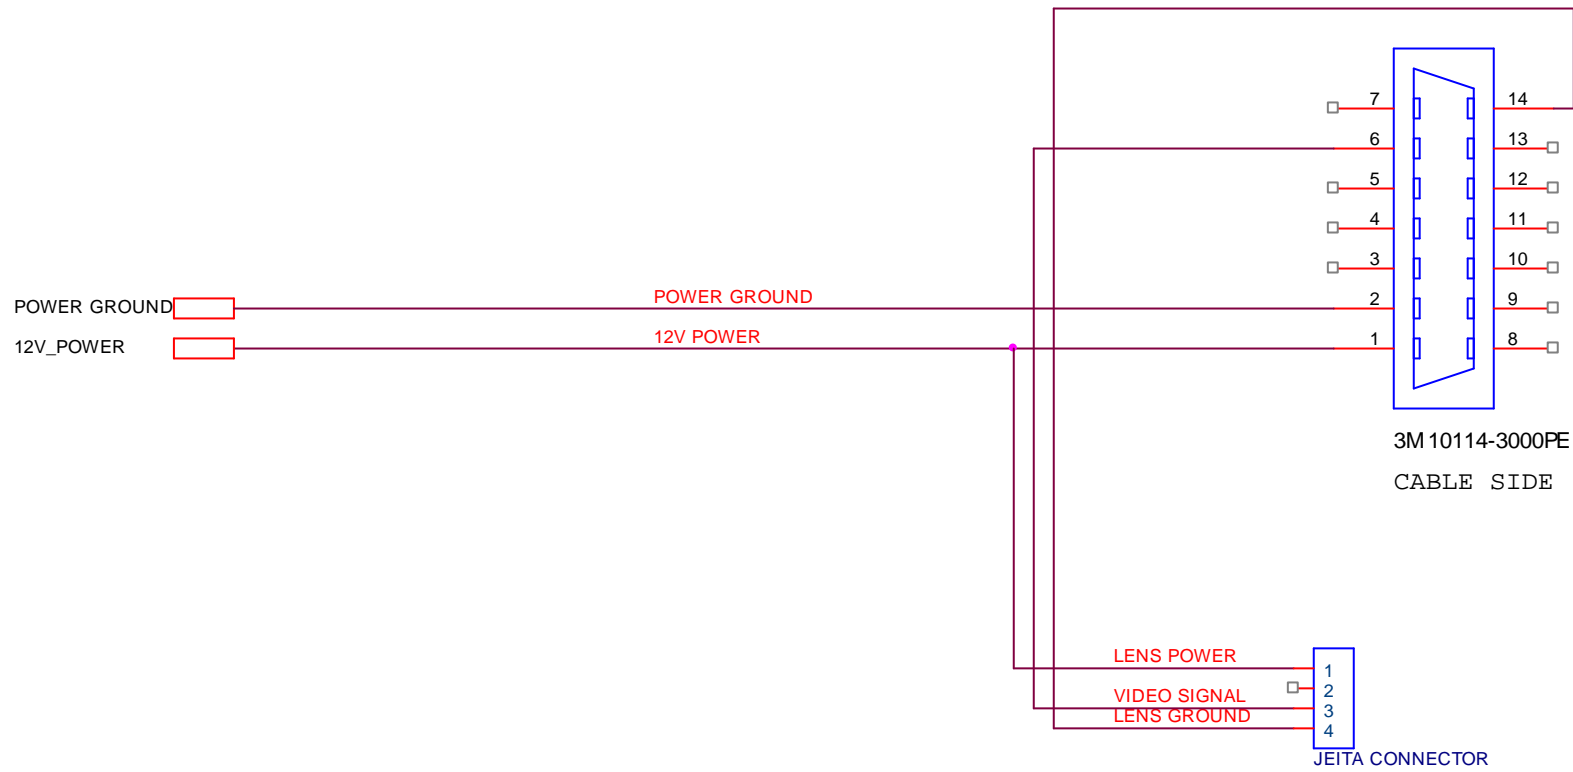 7 14
6 13
5 12
4 11
3 10
POWER GROUND POWER GROUND 2 9
12V_POWER 12V POWER 1 8
3M 10114-3000PE
CABLE SIDE
LENS POWER 1
2
VIDEO SIGNAL 3
LENS GROUND 4
JEITA CONNECTOR